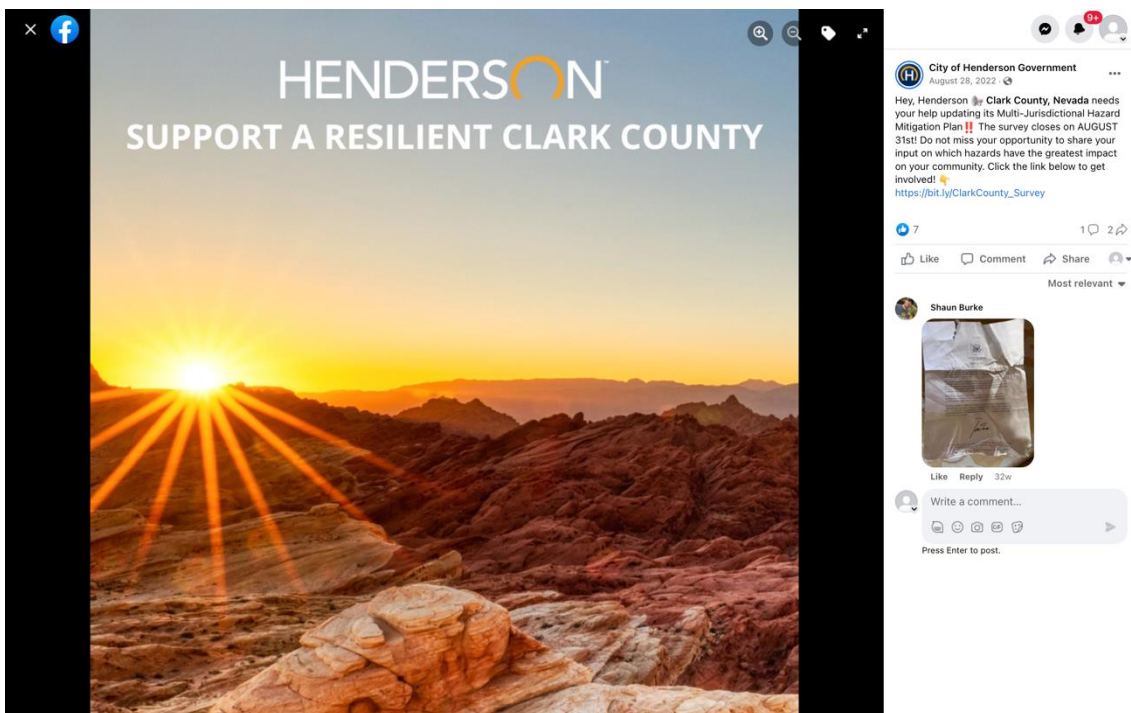 HENDERSON™
SUPPORT A RESILIENT CLARK COUNTY
9+
City of Henderson Government
August 28, 2022 ·
Hey, Henderson Clark County, Nevada needs
your help updating its Multi-Jurisdictional Hazard
Mitigation Plan‼️ The survey closes on AUGUST
31st! Do not miss your opportunity to share your
input on which hazards have the greatest impact
on your community. Click the link below to get
involved! 👇
https://bit.ly/ClarkCounty_Survey
7
1 2
Like Comment Share
Most relevant
Shaun Burke
Like Reply 32w
Write a comment...
GIF
Press Enter to post.